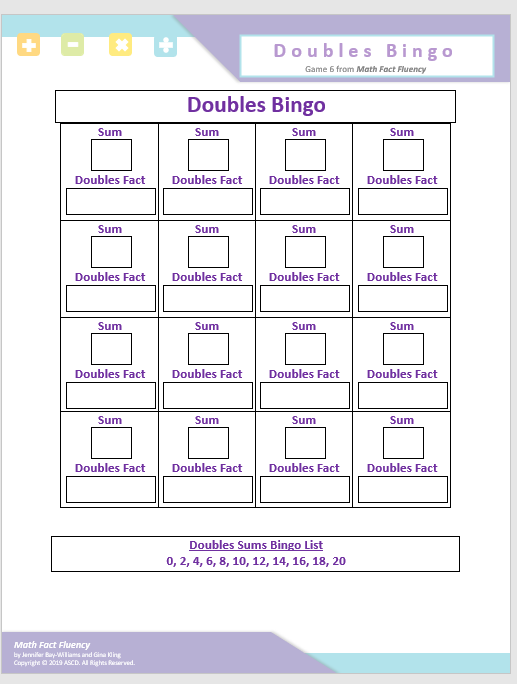 Doubles Bingo
Game 6 from Math Fact Fluency
Doubles Bingo
Sum Sum Sum Sum
Doubles Fact Doubles Fact Doubles Fact Doubles Fact
Sum Sum Sum Sum
Doubles Fact Doubles Fact Doubles Fact Doubles Fact
Sum Sum Sum Sum
Doubles Fact Doubles Fact Doubles Fact Doubles Fact
Sum Sum Sum Sum
Doubles Fact Doubles Fact Doubles Fact Doubles Fact
Doubles Sums Bingo List
0, 2, 4, 6, 8, 10, 12, 14, 16, 18, 20
Math Fact Fluency
by Jennifer Bay-Williams and Gina Kling
Copyright © 2019 ASCD. All Rights Reserved.